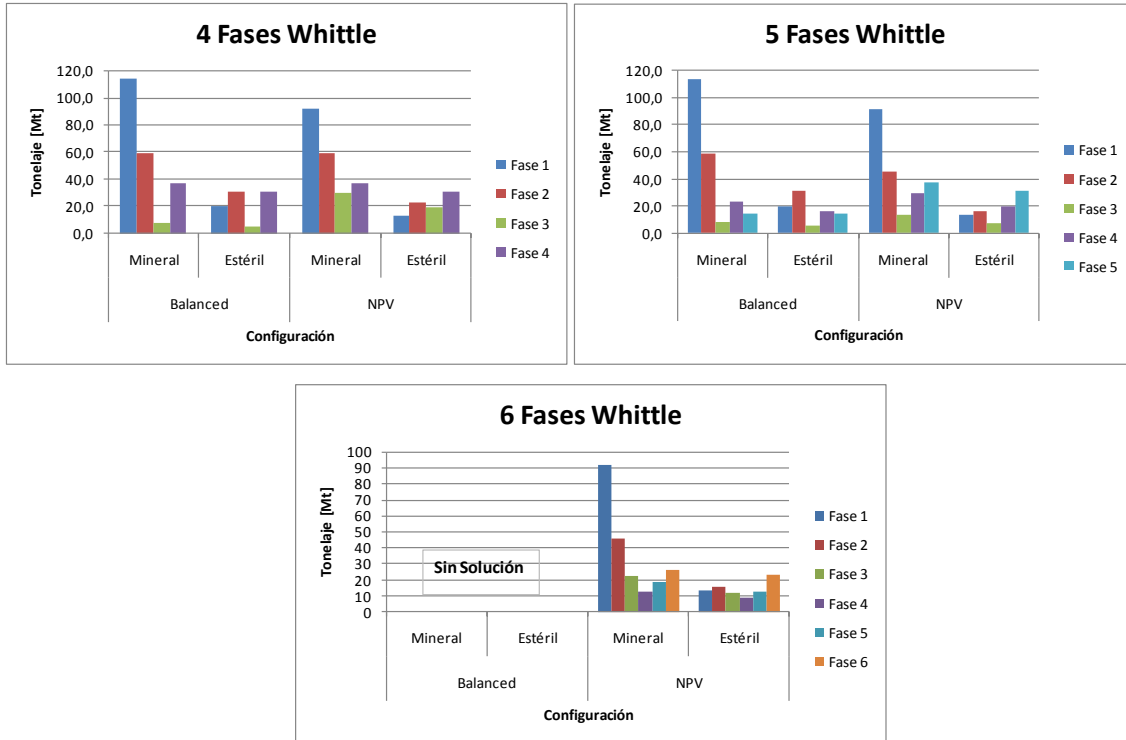 4 Fases Whittle
Tonelaje [Mt]
120,0
100,0
80,0
60,0
40,0
20,0
0,0
Mineral Estéril Mineral Estéril
Balanced NPV
Configuración
Fase 1
Fase 2
Fase 3
Fase 4
5 Fases Whittle
Tonelaje [Mt]
120,0
100,0
80,0
60,0
40,0
20,0
0,0
Mineral Estéril Mineral Estéril
Balanced NPV
Configuración
Fase 1
Fase 2
Fase 3
Fase 4
Fase 5
6 Fases Whittle
Tonelaje [Mt]
100
90
80
70
60
50
40
30
20
10
0
Sin Solución
Mineral Estéril Mineral Estéril
Balanced NPV
Configuración
Fase 1
Fase 2
Fase 3
Fase 4
Fase 5
Fase 6